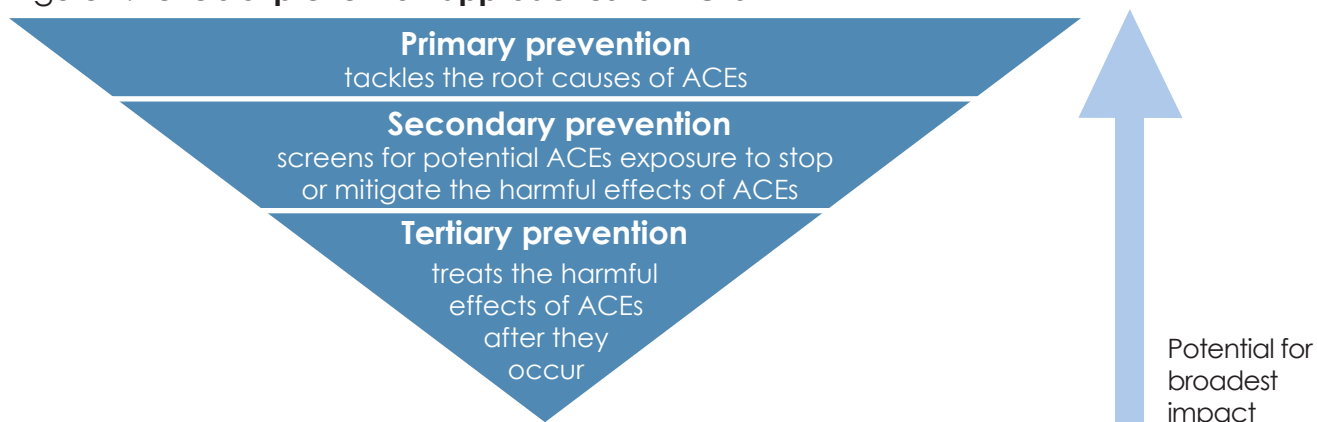 Primary prevention
tackles the root causes of ACEs
Secondary prevention
screens for potential ACEs exposure to stop
or mitigate the harmful effects of ACEs
Tertiary prevention
treats the harmful
effects of ACEs
after they
occur
Potential for
broadest
impact